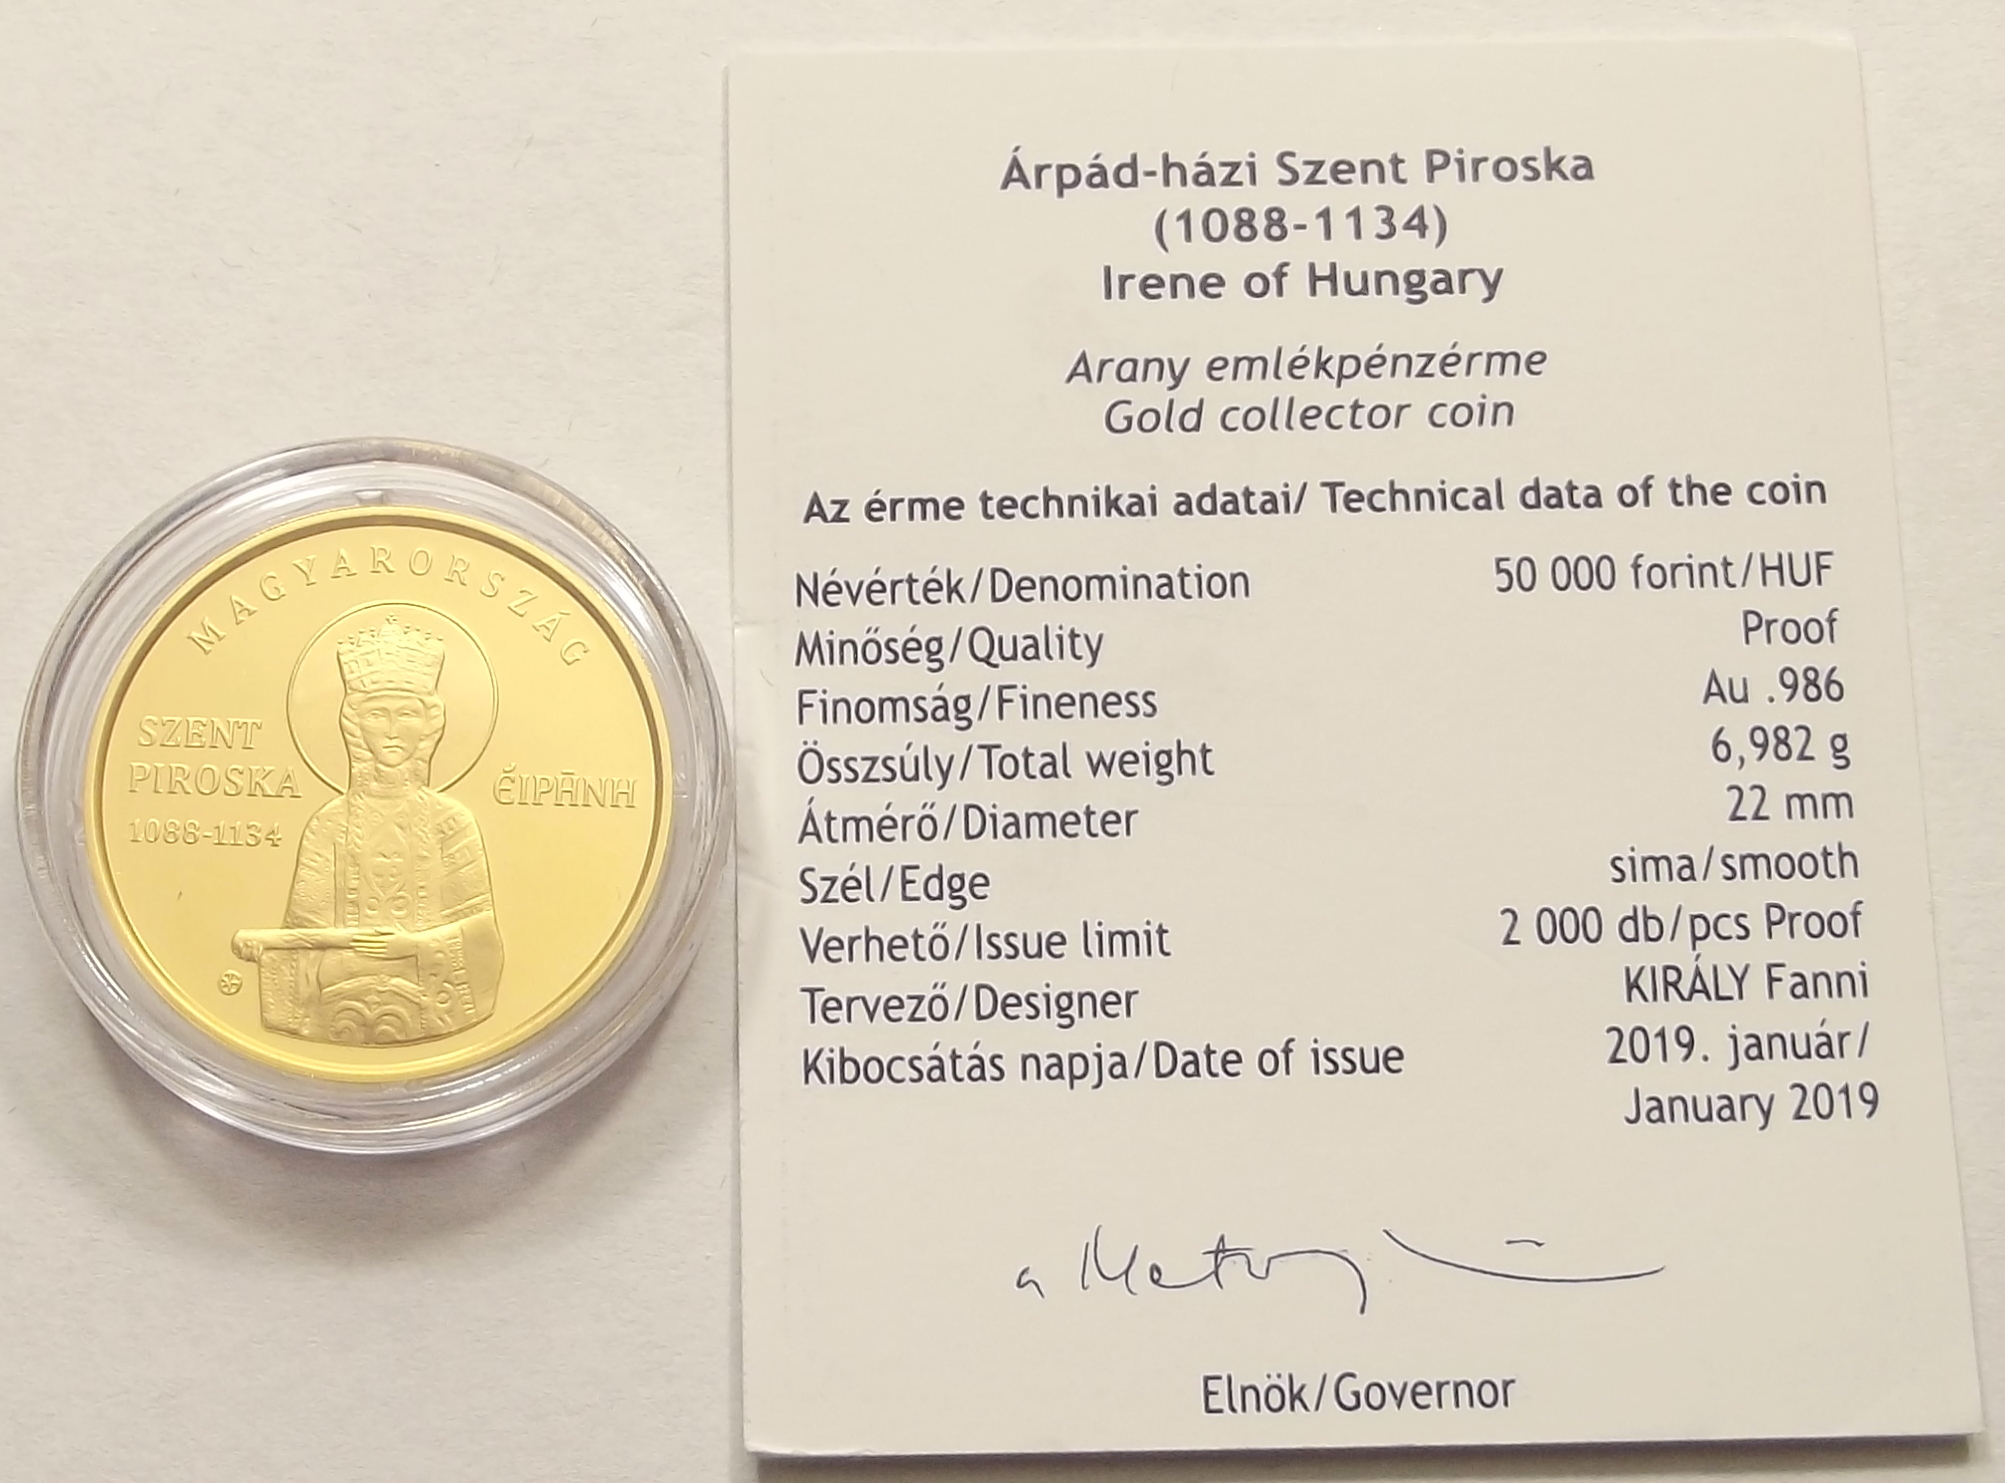 MAGYARORSZÁG
SZENT
PIROSKA
1088-1134
ĔIPĀNH
Árpád-házi Szent Piroska
(1088-1134)
Irene of Hungary
Arany emlékpénzérme
Gold collector coin
Az érme technikai adatai/ Technical data of the coin
Névérték/Denomination 50 000 forint/HUF
Minőség/Quality Proof
Finomság/Fineness Au .986
Összsúly/Total weight 6,982 g
Átmérő/Diameter 22 mm
Szél/Edge sima/smooth
Verhető/Issue limit 2 000 db/pcs Proof
Tervező/Designer KIRÁLY Fanni
Kibocsátás napja/Date of issue 2019. január/
January 2019
Elnök/Governor